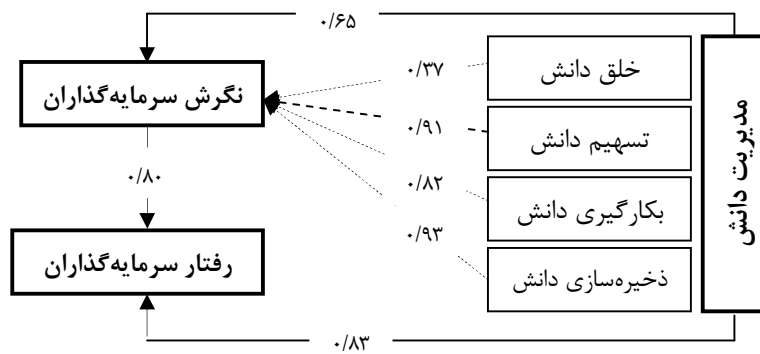 ۰/۶۵
خلق دانش
۰/۳۷
نگرش سرمایه‌گذاران
تسهیم دانش
۰/۹۱
مدیریت دانش
۰/۸۰
۰/۸۲
بکارگیری دانش
۰/۹۳
رفتار سرمایه‌گذاران
ذخیره‌سازی دانش
۰/۸۳